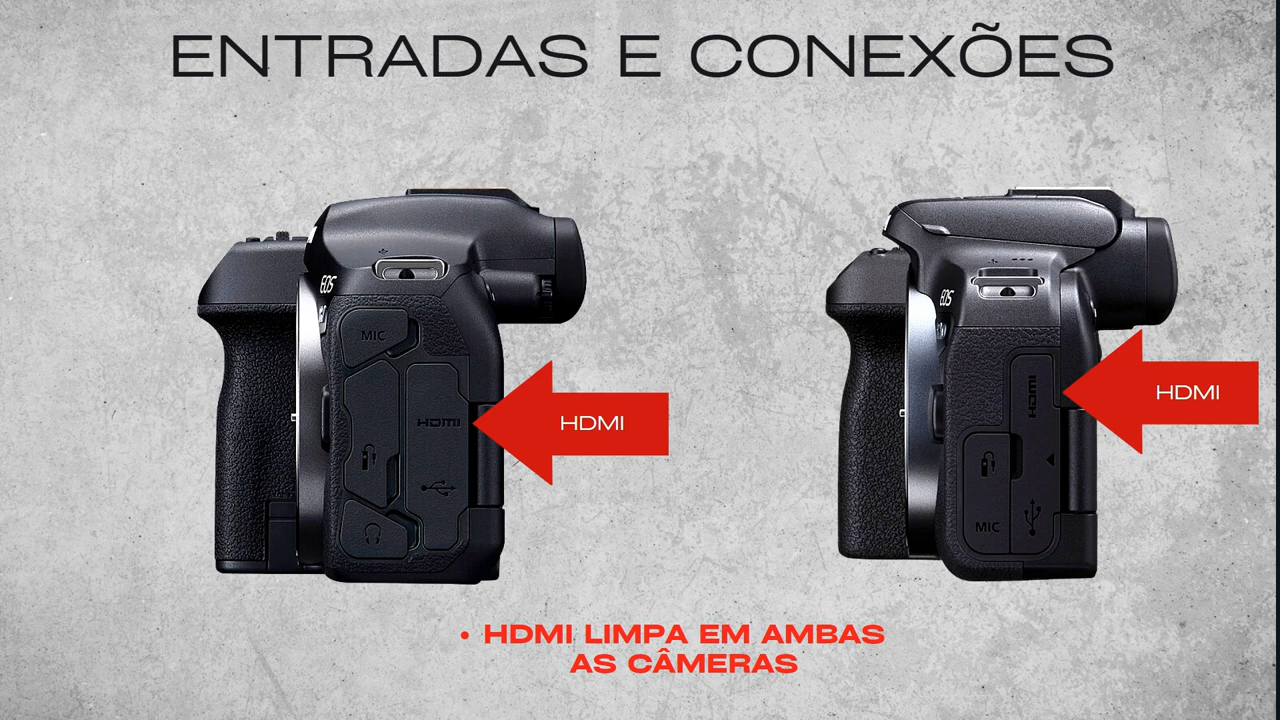 ENTRADAS E CONEXÕES
EOS
MIC
HDMI
HDMI
EOS
HDMI
HDMI
MIC
• HDMI LIMPA EM AMBAS
AS CÂMERAS